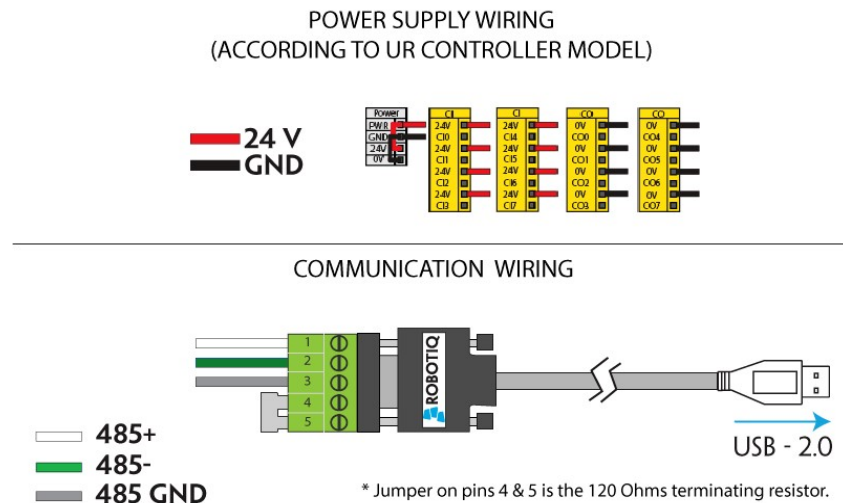 POWER SUPPLY WIRING
(ACCORDING TO UR CONTROLLER MODEL)
24 V
GND
Power
PWR
GND
24V
0V
CI
24V
CI0
24V
CI1
24V
CI2
24V
CI3
CI
24V
CI4
24V
CI5
24V
CI6
24V
CI7
CO
0V
CO0
0V
CO1
0V
CO2
0V
CO3
CO
0V
CO4
0V
CO5
0V
CO6
0V
CO7
COMMUNICATION WIRING
1
2
3
4
5
ROBOTIQ
485+
485-
485 GND
USB - 2.0
* Jumper on pins 4 & 5 is the 120 Ohms terminating resistor.